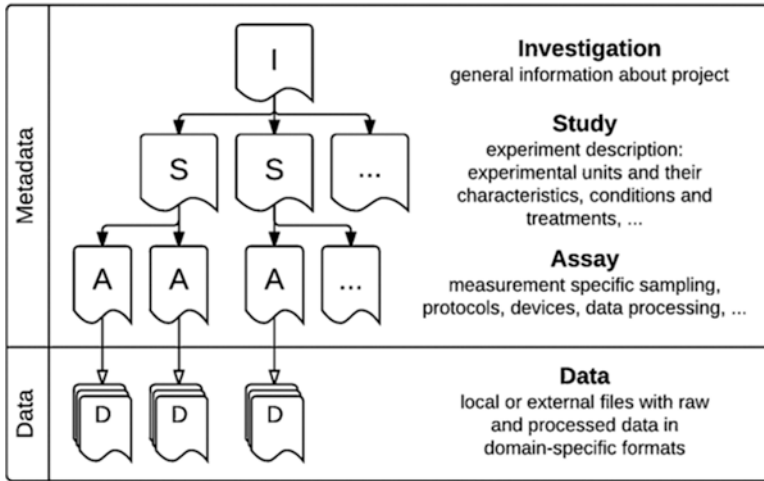 Metadata
I
Investigation
general information about project
S
S
...
Study
experiment description:
experimental units and their
characteristics, conditions and
treatments, ...
A
A
A
...
Assay
measurement specific sampling,
protocols, devices, data processing, ...
Data
D
D
D
Data
local or external files with raw
and processed data in
domain-specific formats